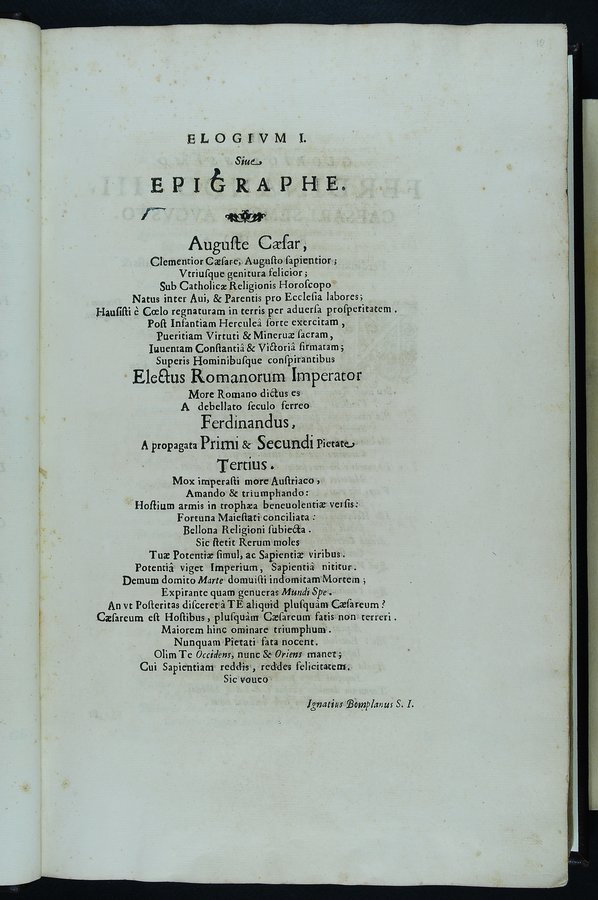 ELOGIVM I.
Siue
EPIGRAPHE.
Auguſte Cæſar,
Clementior Cæſare, Auguſto ſapientior;
Vtriuſque genitura felicior;
Sub Catholicæ Religionis Horoſcopo
Natus inter Aui, & Parentis pro Eccleſia labores;
Hauſiſti è Cœlo regnaturam in terris per aduerſa proſperitatem.
Poſt Infantiam Herculeâ ſorte exercitam,
Pueritiam Virtuti & Mineruæ ſacram,
Iuuentam Conſtantiâ & Victoriâ firmatam;
Superis Hominibuſque conſpirantibus
Electus Romanorum Imperator
More Romano dictus es
A debellato ſeculo ferreo
Ferdinandus,
A propagata Primi & Secundi Pietate
Tertius.
Mox imperaſti more Auſtriaco,
Amando & triumphando:
Hoſtium armis in trophæa beneuolentiæ verſis:
Fortuna Maieſtati conciliata:
Bellona Religioni ſubiecta.
Sic ſtetit Rerum moles
Tuæ Potentiæ ſimul, ac Sapientiæ viribus.
Potentiâ viget Imperium, Sapientiâ nititur.
Demum domito Marte domuiſti indomitam Mortem;
Expirante quam genueras Mundi Spe.
An vt Poſteritas diſceret à TE aliquid pluſquàm Cæſareum?
Cæſareum eſt Hoſtibus, pluſquàm Cæſareum fatis non terreri.
Maiorem hinc ominare triumphum.
Nunquam Pietati fata nocent.
Olim Te Occidens, nunc & Oriens manet;
Cui Sapientiam reddis, reddes felicitatem.
Sic voueo
Ignatius Bomplanus S. I.